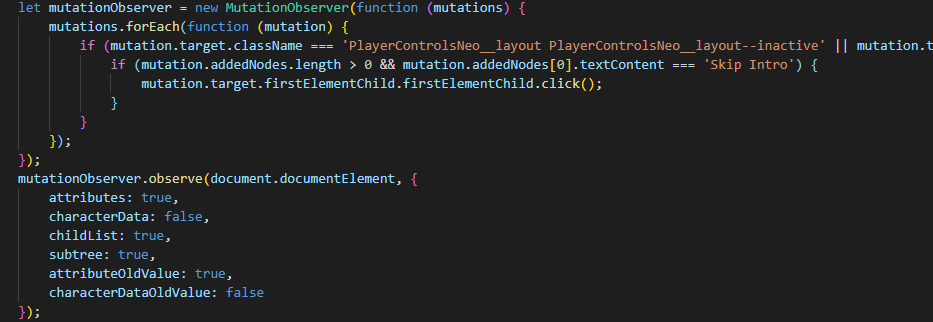 let mutationObserver = new MutationObserver(function (mutations) {
    mutations.forEach(function (mutation) {
        if (mutation.target.className === 'PlayerControlsNeo__layout PlayerControlsNeo__layout--inactive' || mutation.t
            if (mutation.addedNodes.length > 0 && mutation.addedNodes[0].textContent === 'Skip Intro') {
                mutation.target.firstElementChild.firstElementChild.click();
            }
        }
    });
});
mutationObserver.observe(document.documentElement, {
    attributes: true,
    characterData: false,
    childList: true,
    subtree: true,
    attributeOldValue: true,
    characterDataOldValue: false
});